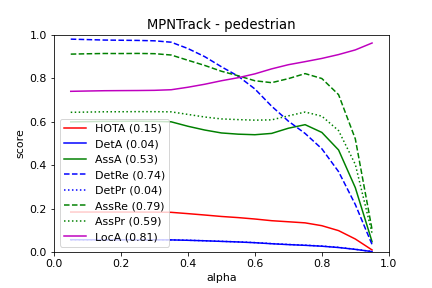 MPNTrack - pedestrian
score
1.0
0.8
0.6
0.4
0.2
0.0
HOTA (0.15)
DetA (0.04)
AssA (0.53)
DetRe (0.74)
DetPr (0.04)
AssRe (0.79)
AssPr (0.59)
LocA (0.81)
0.0 0.2 0.4 0.6 0.8 1.0
alpha